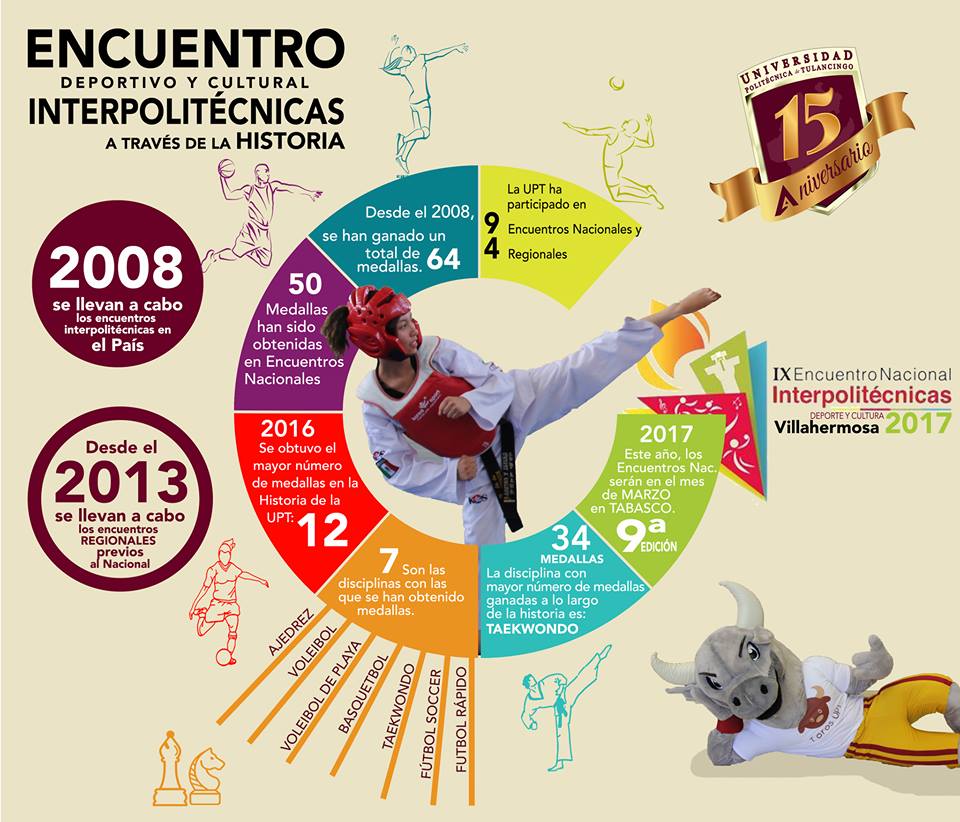 ENCUENTRO
DEPORTIVO Y CULTURAL
INTERPOLITÉCNICAS
A TRAVÉS DE LA HISTORIA
UNIVERSIDAD
POLITÉCNICA de TULANCINGO
15
Aniversario
2008
se llevan a cabo
los encuentros
interpolitécnicas en
el País
Desde el
2013
se llevan a cabo
los encuentros
REGIONALES
previos
al Nacional
La UPT ha
participado en
9 Encuentros Nacionales y
4 Regionales
Desde el 2008,
se han ganado un
total de
medallas. 64
50
Medallas
han sido
obtenidas
en Encuentros
Nacionales
2016
Se obtuvo el
mayor número
de medallas en la
Historia de la
UPT: 12
7 Son las
disciplinas con las
que se han obtenido
medallas.
AJEDREZ
VOLEIBOL
VOLEIBOL DE PLAYA
BASQUETBOL
TAEKWONDO
FÚTBOL SOCCER
FUTBOL RÁPIDO
34
MEDALLAS
La disciplina con
mayor número de medallas
ganadas a lo largo
de la historia es:
TAEKWONDO
2017
Este año, los
Encuentros Nac.
serán en el mes
de MARZO
en TABASCO.
9ª EDICIÓN
IX Encuentro Nacional
Interpolitécnicas
DEPORTE Y CULTURA
Villahermosa 2017
Toros UPT